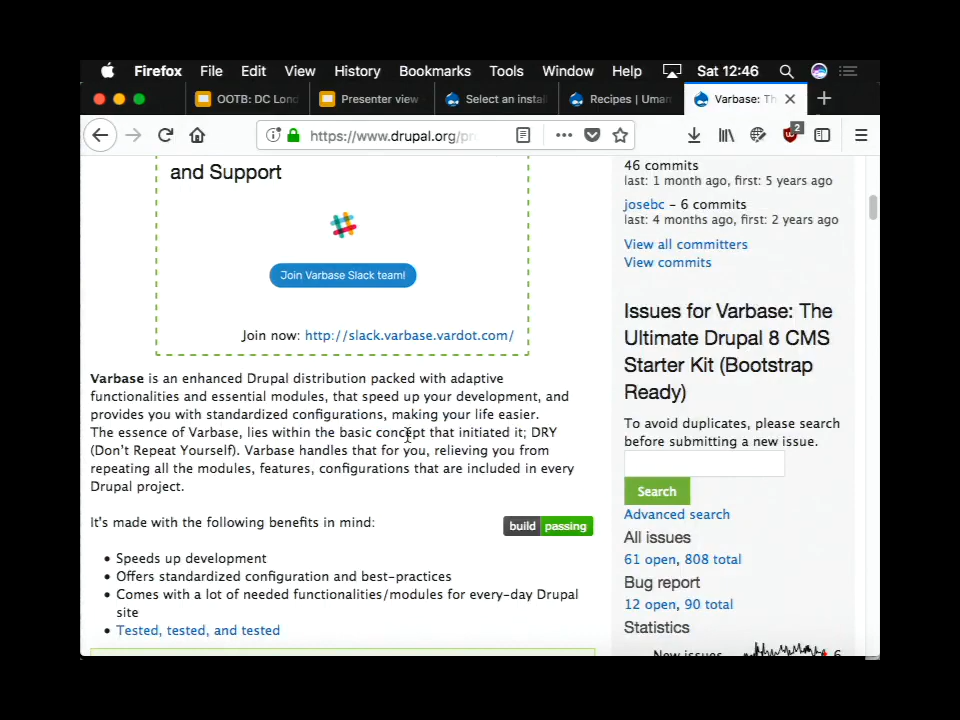 Firefox File Edit View History Bookmarks Tools Window Help Sat 12:46
OOTB: DC Lond
Presenter view
Select an install
Recipes | Umam
Varbase: Th
https://www.drupal.org/pr
2
and Support
Join Varbase Slack team!
Join now: http://slack.varbase.vardot.com/
Varbase is an enhanced Drupal distribution packed with adaptive
functionalities and essential modules, that speed up your development, and
provides you with standardized configurations, making your life easier.
The essence of Varbase, lies within the basic concept that initiated it; DRY
(Don't Repeat Yourself). Varbase handles that for you, relieving you from
repeating all the modules, features, configurations that are included in every
Drupal project.
It's made with the following benefits in mind:
build passing
• Speeds up development
• Offers standardized configuration and best-practices
• Comes with a lot of needed functionalities/modules for every-day Drupal
site
• Tested, tested, and tested
46 commits
last: 1 month ago, first: 5 years ago
josebc – 6 commits
last: 4 months ago, first: 2 years ago
View all committers
View commits
Issues for Varbase: The
Ultimate Drupal 8 CMS
Starter Kit (Bootstrap
Ready)
To avoid duplicates, please search
before submitting a new issue.
Search
Advanced search
All issues
61 open, 808 total
Bug report
12 open, 90 total
Statistics
New issues 6